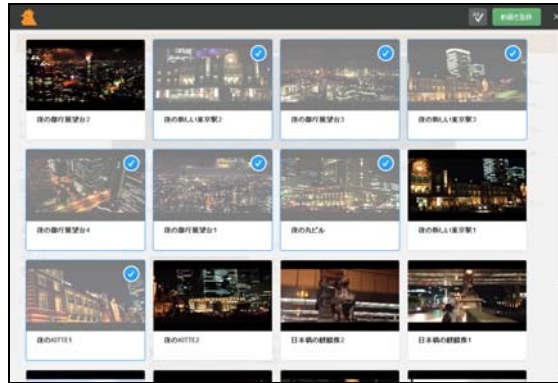 動画を登録
夜の都庁展望台2
夜の新しい東京駅2
夜の都庁展望台3
夜の新しい東京駅3
夜の都庁展望台4
夜の都庁展望台1
夜の丸ビル
夜の新しい東京駅1
夜のKITTE1
夜のKITTE2
日本橋の麒麟像2
日本橋の麒麟像1